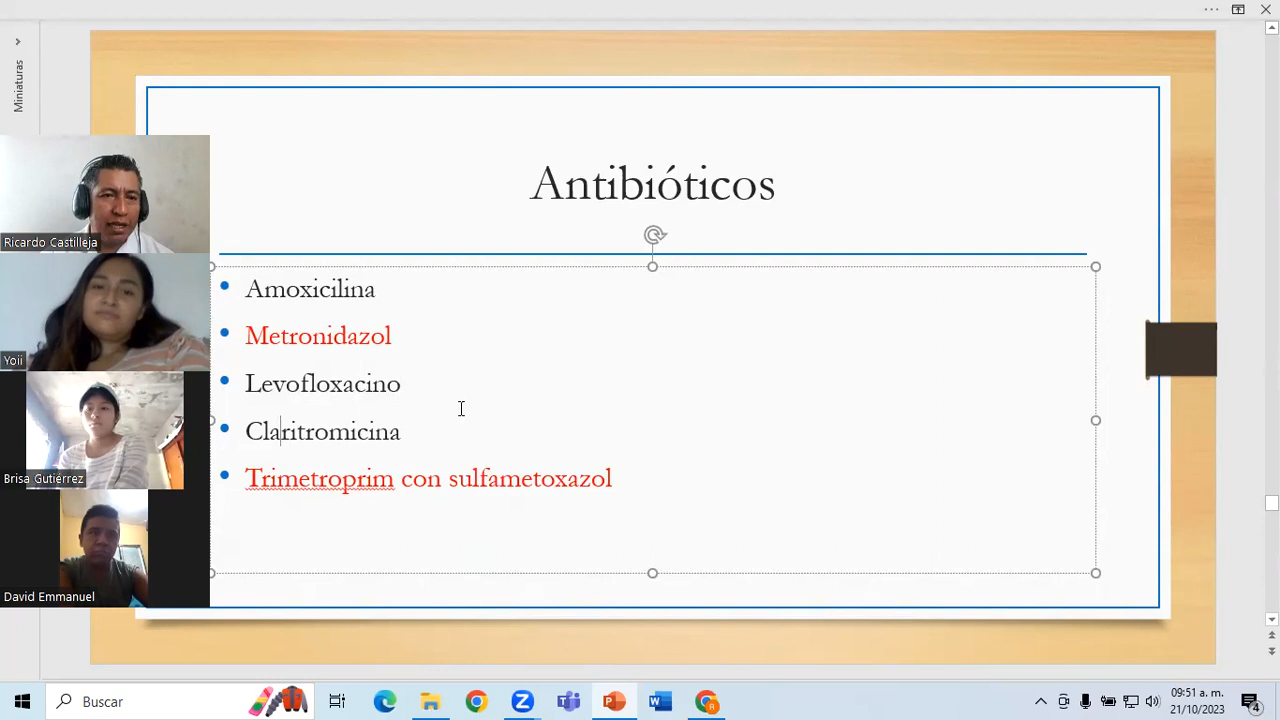 Miniaturas
Antibióticos
Amoxicilina
Metronidazol
Levofloxacino
Claritromicina
Trimetroprim con sulfametoxazol
Ricardo Castilleja
Yoii
Brisa Gutiérrez
David Emmanuel
Buscar
09:51 a. m.
21/10/2023
4